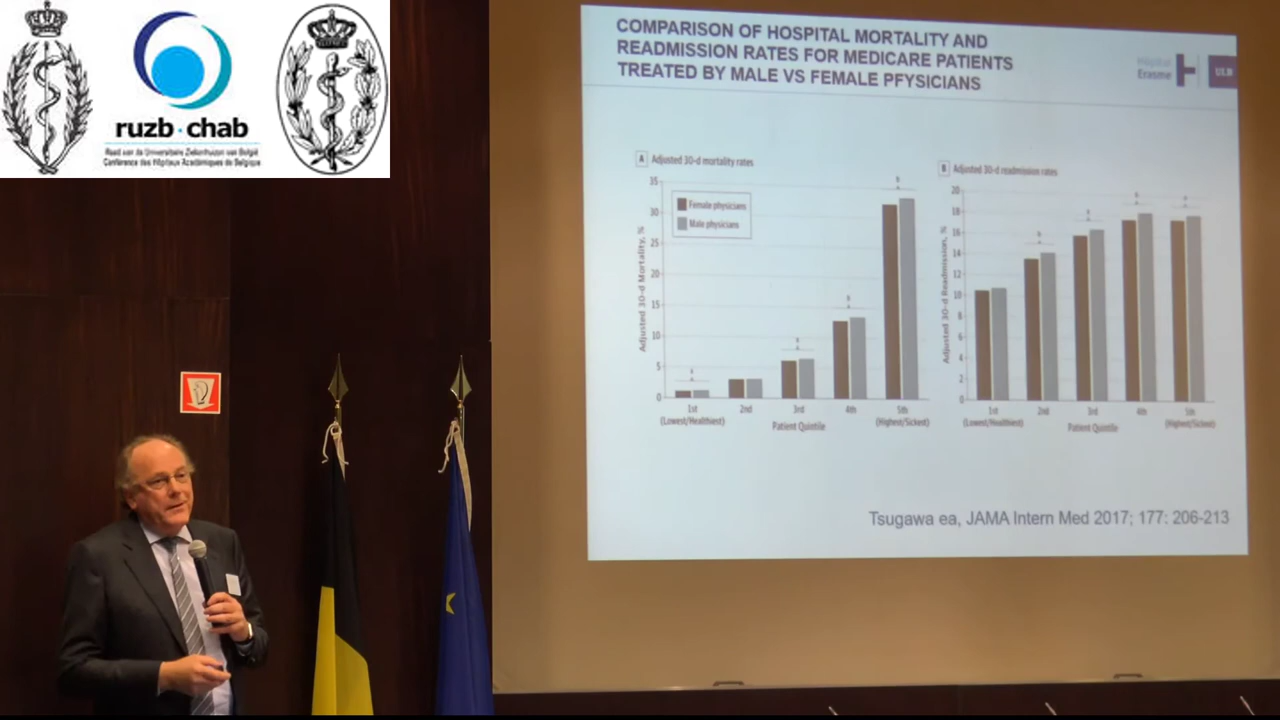 ruzb·chab
Raad van de Universitaire Ziekenhuizen van België
Conférence des Hôpitaux Académiques de Belgique
COMPARISON OF HOSPITAL MORTALITY AND
READMISSION RATES FOR MEDICARE PATIENTS
TREATED BY MALE VS FEMALE PFYSICIANS
Hôpital
Erasme
ULB
A Adjusted 30-d mortality rates
Adjusted 30-d Mortality, %
35
30
25
20
15
10
5
0
Female physicians
Male physicians
b
b
b
b
1st
(Lowest/Healthiest)
2nd
3rd
4th
5th
(Highest/Sickest)
Patient Quintile
B Adjusted 30-d readmission rates
Adjusted 30-d Readmission, %
20
18
16
14
12
10
8
6
4
2
0
b
b
b
b
1st
(Lowest/Healthiest)
2nd
3rd
4th
5th
(Highest/Sickest)
Patient Quintile
Tsugawa ea, JAMA Intern Med 2017; 177: 206-213